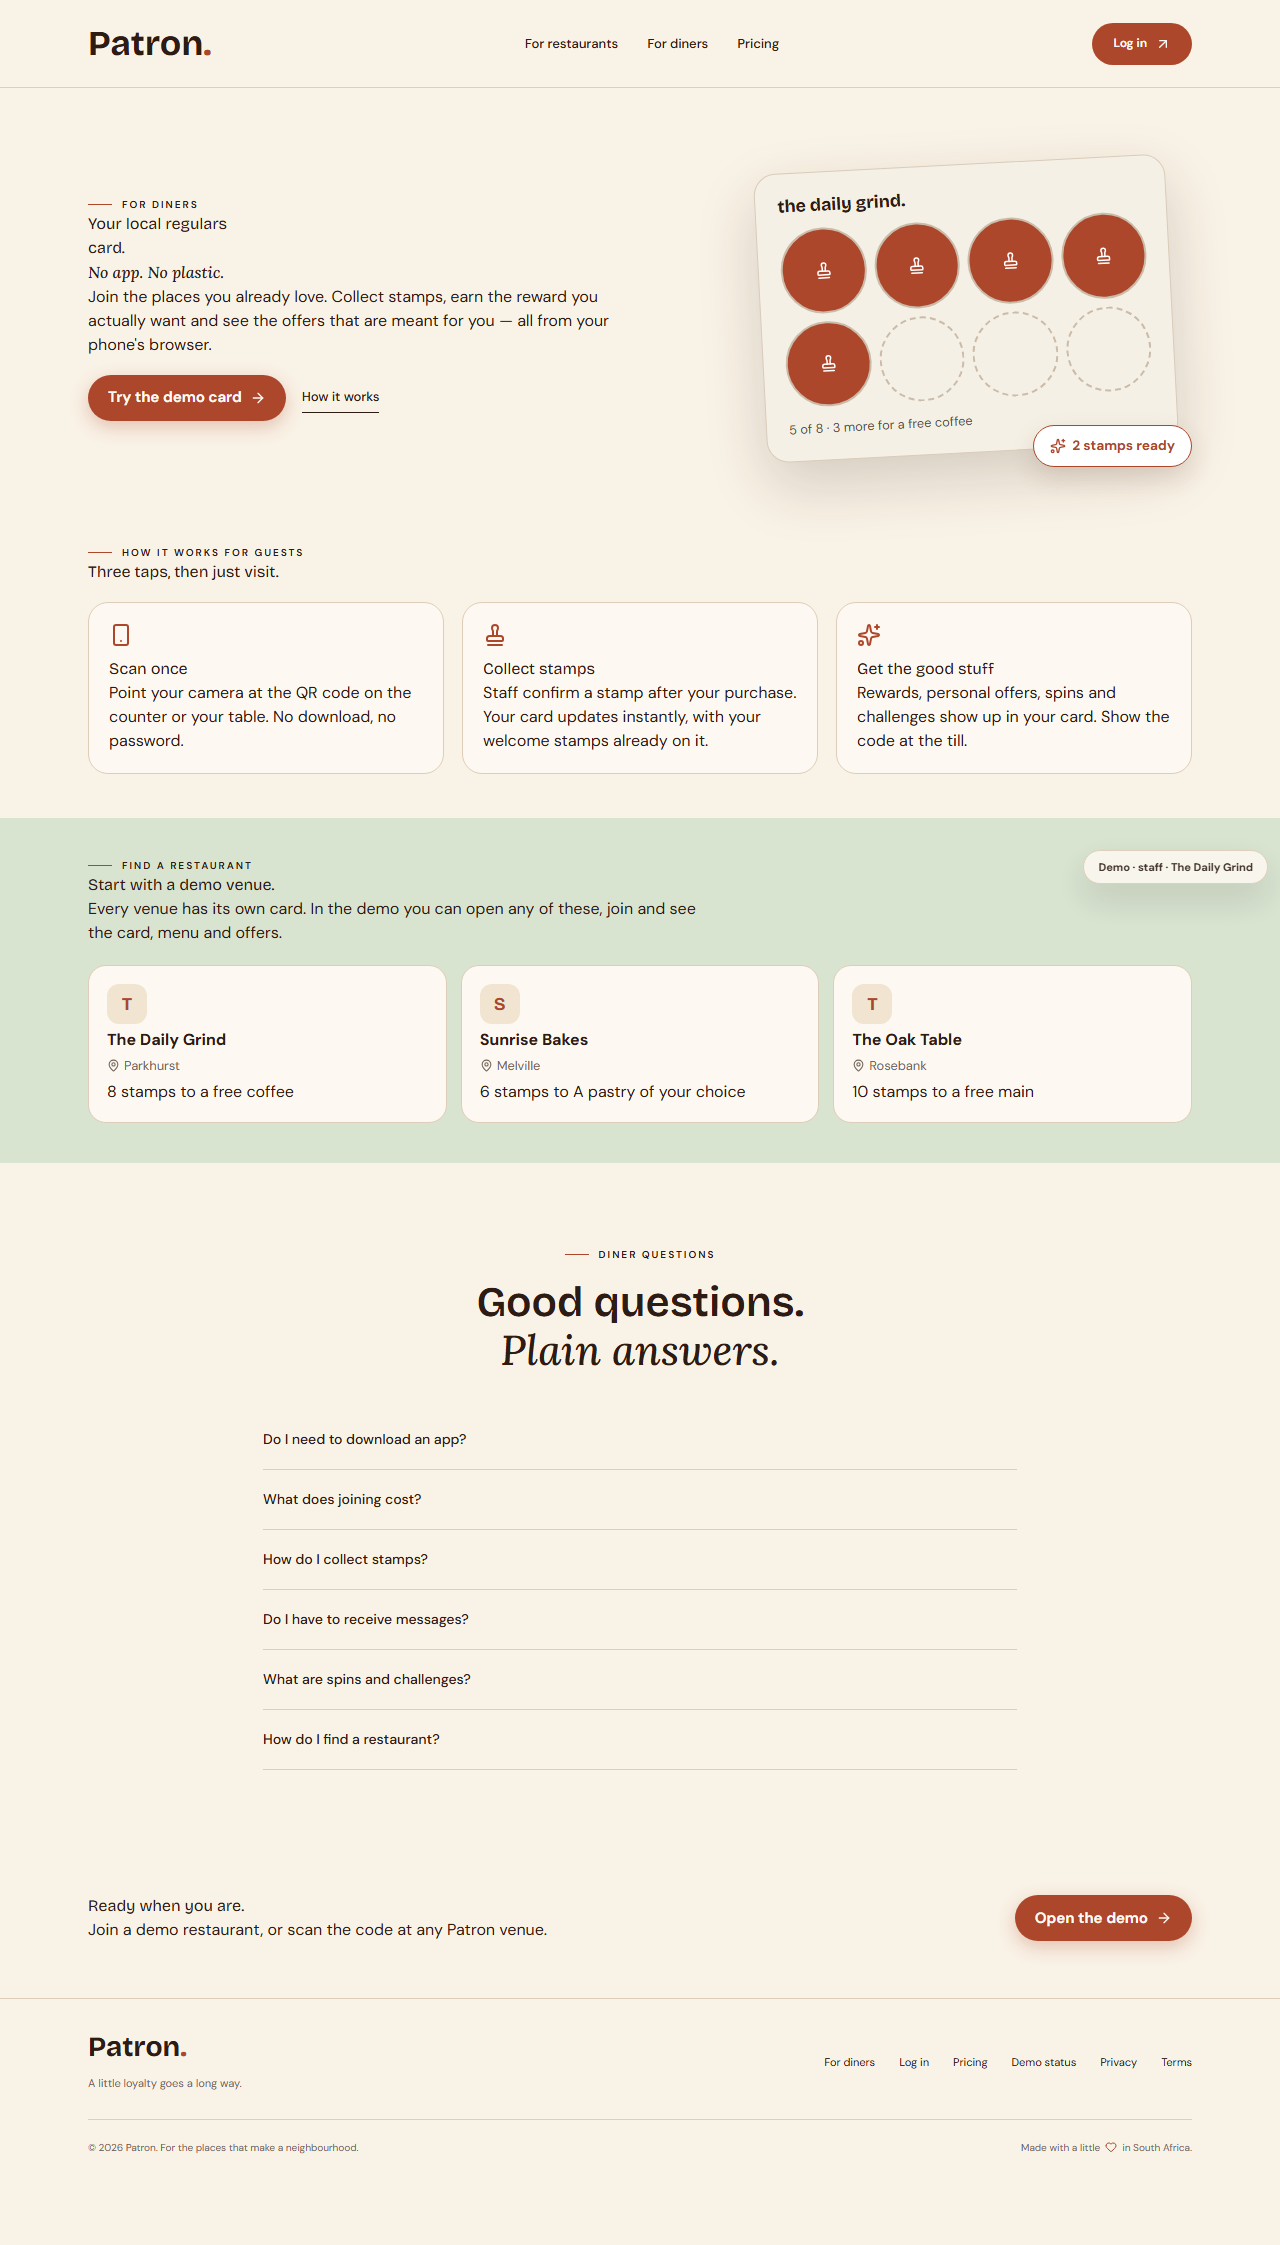 Patron.
For restaurants
For diners
Pricing
Log in
FOR DINERS
Your local regulars
card.
No app. No plastic.
Join the places you already love. Collect stamps, earn the reward you
actually want and see the offers that are meant for you — all from your
phone's browser.
Try the demo card
How it works
the daily grind.
5 of 8 · 3 more for a free coffee
2 stamps ready
HOW IT WORKS FOR GUESTS
Three taps, then just visit.
Scan once
Point your camera at the QR code on the
counter or your table. No download, no
password.
Collect stamps
Staff confirm a stamp after your purchase.
Your card updates instantly, with your
welcome stamps already on it.
Get the good stuff
Rewards, personal offers, spins and
challenges show up in your card. Show the
code at the till.
FIND A RESTAURANT
Start with a demo venue.
Every venue has its own card. In the demo you can open any of these, join and see
the card, menu and offers.
Demo · staff · The Daily Grind
T
The Daily Grind
Parkhurst
8 stamps to a free coffee
S
Sunrise Bakes
Melville
6 stamps to A pastry of your choice
T
The Oak Table
Rosebank
10 stamps to a free main
DINER QUESTIONS
Good questions.
Plain answers.
Do I need to download an app?
What does joining cost?
How do I collect stamps?
Do I have to receive messages?
What are spins and challenges?
How do I find a restaurant?
Ready when you are.
Join a demo restaurant, or scan the code at any Patron venue.
Open the demo
Patron.
A little loyalty goes a long way.
For diners
Log in
Pricing
Demo status
Privacy
Terms
© 2026 Patron. For the places that make a neighbourhood.
Made with a little in South Africa.